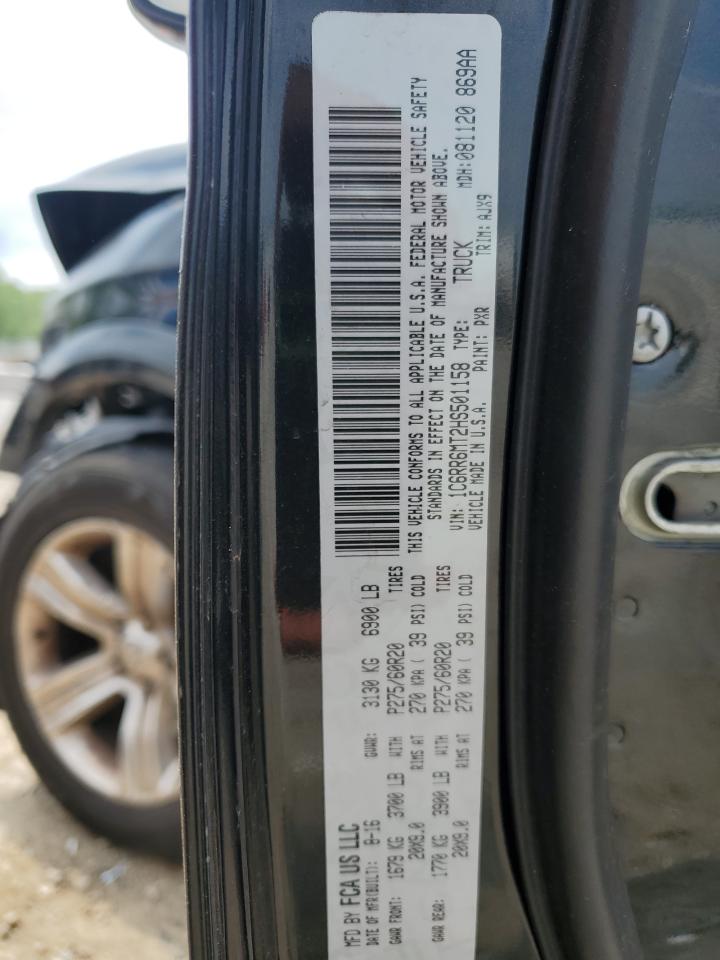 MFD BY FCA US LLC
DATE OF MFR(BUILT): 8-16 GVWR: 3130 KG 6900 LB
GAWR FRONT: 1679 KG 3700 LB WITH P275/60R20 TIRES
20X9.0 RIMS AT 270 KPA ( 39 PSI) COLD
GAWR REAR: 1770 KG 3900 LB WITH P275/60R20 TIRES
20X9.0 RIMS AT 270 KPA ( 39 PSI) COLD
THIS VEHICLE CONFORMS TO ALL APPLICABLE U.S.A. FEDERAL MOTOR VEHICLE SAFETY
STANDARDS IN EFFECT ON THE DATE OF MANUFACTURE SHOWN ABOVE.
VIN: 1C6RR6MT2HS501158 TYPE: TRUCK MDH:081120 869AA
VEHICLE MADE IN U.S.A. PAINT: PXR TRIM: AJX9